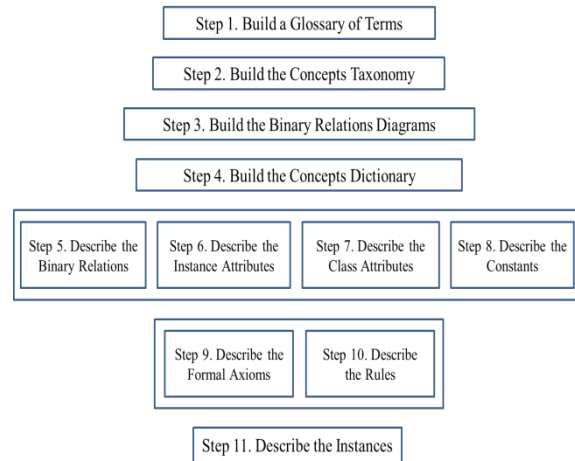 Step 1. Build a Glossary of Terms
Step 2. Build the Concepts Taxonomy
Step 3. Build the Binary Relations Diagrams
Step 4. Build the Concepts Dictionary
Step 5. Describe the
Binary Relations
Step 6. Describe the
Instance Attributes
Step 7. Describe the
Class Attributes
Step 8. Describe the
Constants
Step 9. Describe the
Formal Axioms
Step 10. Describe
the Rules
Step 11. Describe the Instances